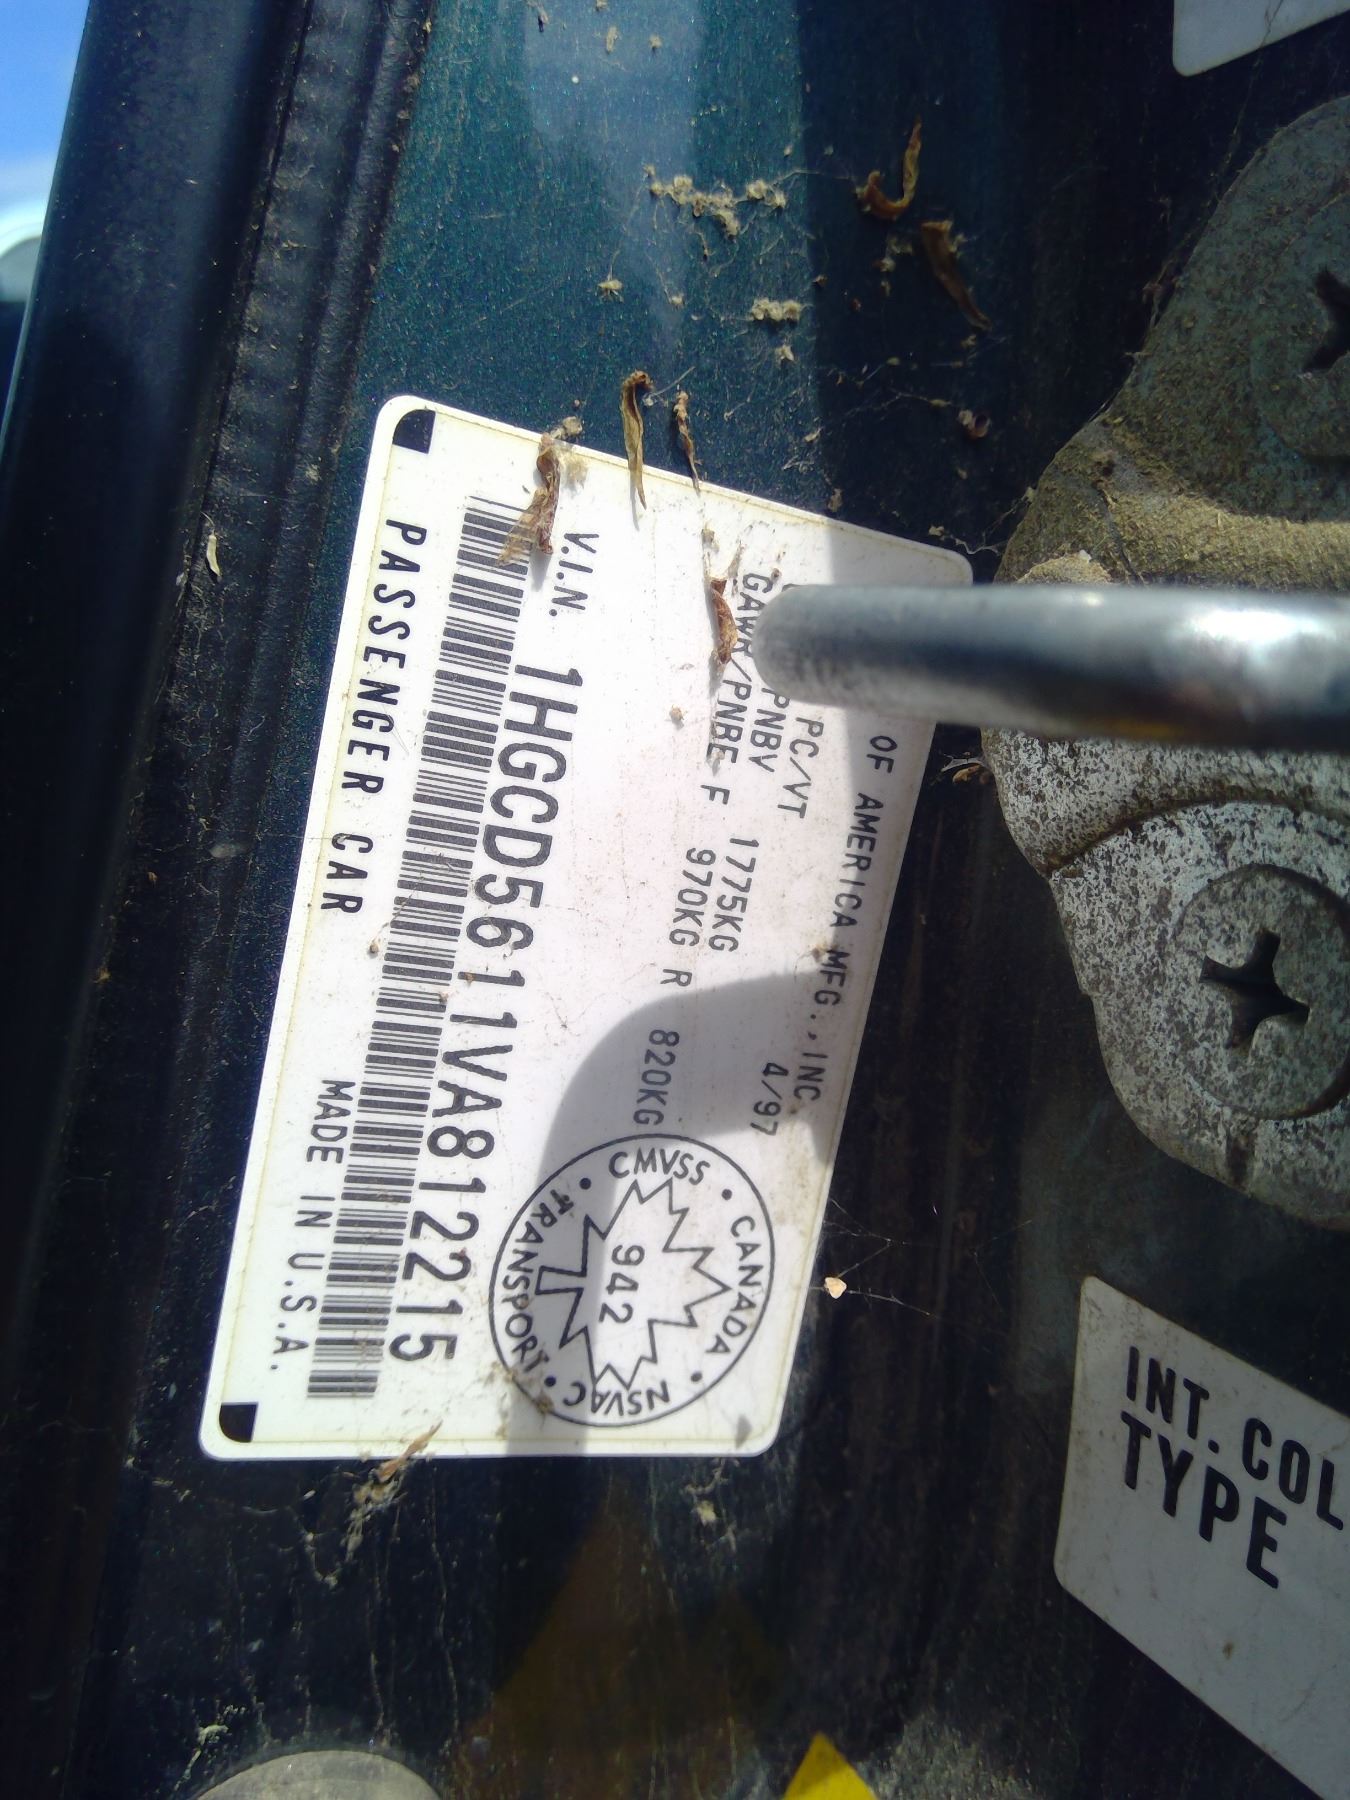 OF AMERICA MFG., INC
PC/VT 4/97
PNBV 1775KG
GAWR/PNBE F 970KG R 820KG
V.I.N. 1HGCD5611VA812215
PASSENGER CAR MADE IN U.S.A.
CANADA
CMVSS
942
TRANSPORT
NSVAC
INT. COL
TYPE